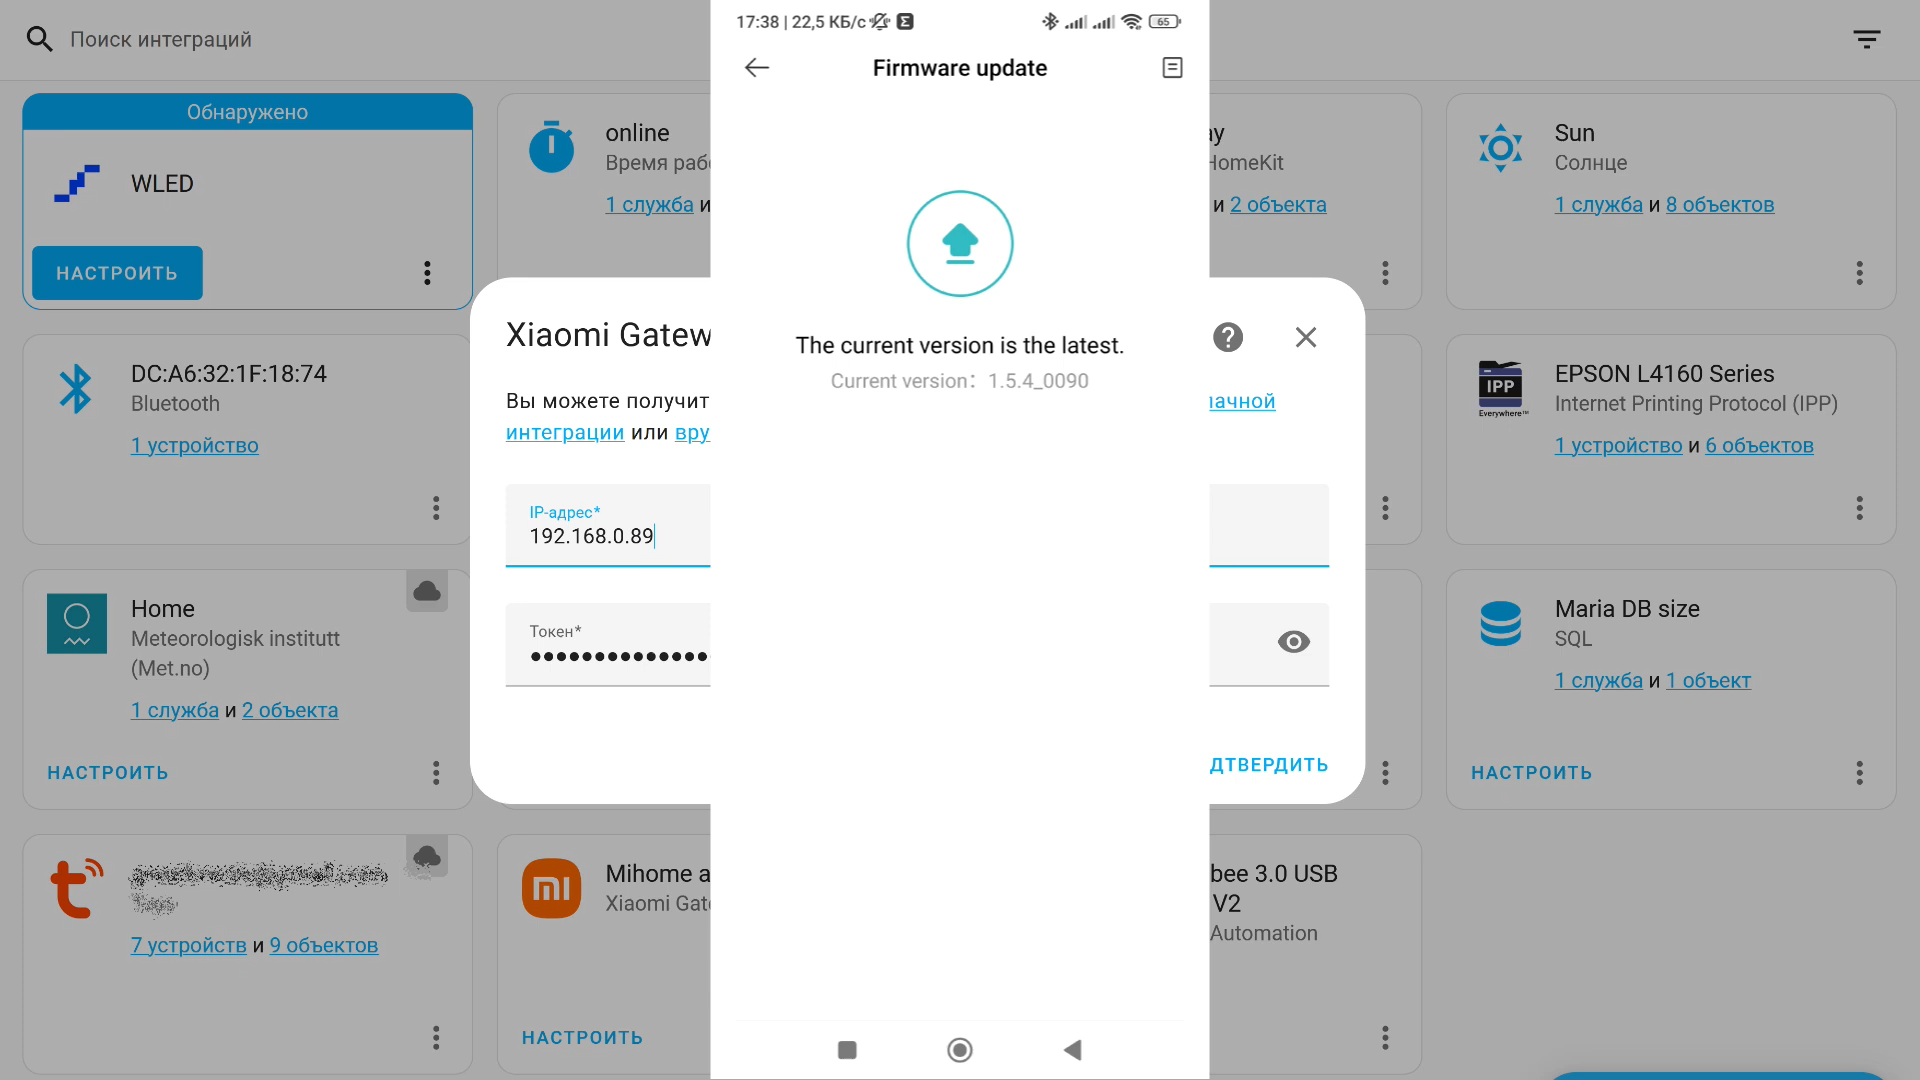 Поиск интеграций
Обнаружено
WLED
НАСТРОИТЬ
online
Время рабо
1 служба и
ay
HomeKit
и 2 объекта
Sun
Солнце
1 служба и 8 объектов
DC:A6:32:1F:18:74
Bluetooth
1 устройство
EPSON L4160 Series
Internet Printing Protocol (IPP)
1 устройство и 6 объектов
IPP
Everywhere™
Home
Meteorologisk institutt
(Met.no)
1 служба и 2 объекта
НАСТРОИТЬ
Maria DB size
SQL
1 служба и 1 объект
НАСТРОИТЬ
7 устройств и 9 объектов
Mihome a
Xiaomi Gate
НАСТРОИТЬ
bee 3.0 USB
V2
Automation
Xiaomi Gatew
Вы можете получит
лачной
интеграции или вру
IP-адрес*
192.168.0.89
Токен*
ДТВЕРДИТЬ
17:38 | 22,5 КБ/с
65
Firmware update
The current version is the latest.
Current version: 1.5.4_0090